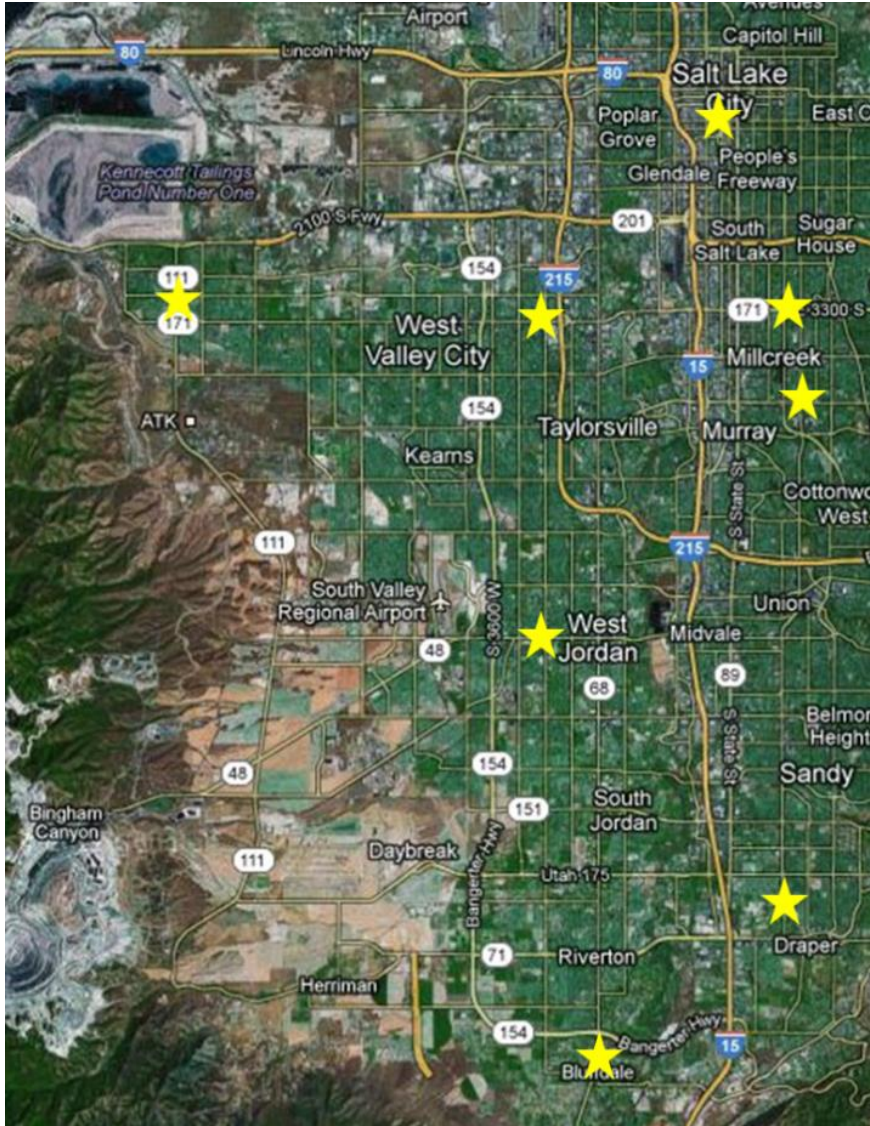 Airport
Avenues
Capitol Hill
80
Lincoln Hwy
80
Salt Lake
City
Poplar
Grove
East C
People's
Freeway
Glendale
Kennecott Tailings
Pond Number One
2100 S Fwy
201
South
Salt Lake
Sugar
House
154
215
111
171
171
3300 S
West
Valley City
15
Millcreek
154
ATK
Taylorsville
Murray
Kearns
Cottonwo
West
S State St
111
215
South Valley
Regional Airport
S 3600 W
Union
West
Jordan
Midvale
48
68
89
S State St
Belmon
Height
154
48
Sandy
151
South
Jordan
Bingham
Canyon
Daybreak
111
Bangerter Hwy
Utah 175
71
Riverton
Draper
Herriman
154
Bangerter Hwy
15